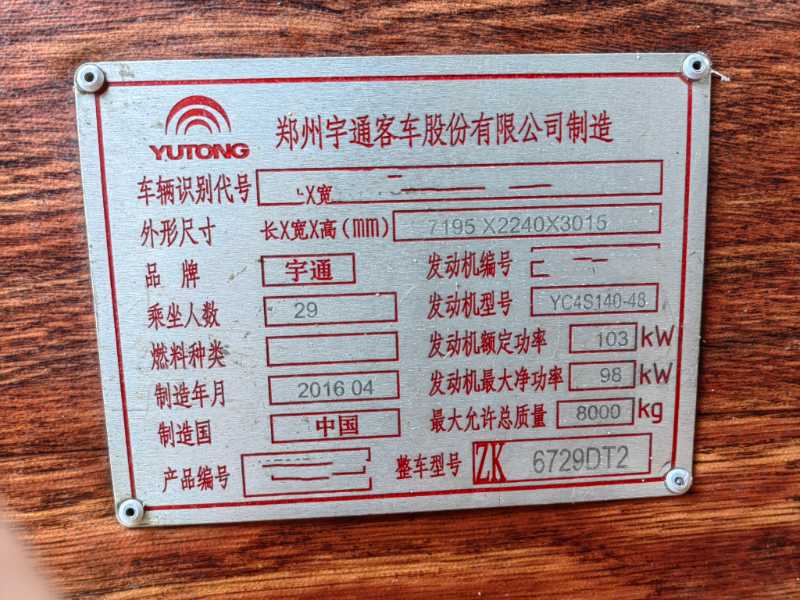 YUTONG 郑州宇通客车股份有限公司制造
车辆识别代号 X宽
外形尺寸 长X宽X高(mm) 7195X2240X3015
品牌 宇通 发动机编号
乘坐人数 29 发动机型号 YC4S140-48
燃料种类 发动机额定功率 103 kW
制造年月 2016 04 发动机最大净功率 98 kW
制造国 中国 最大允许总质量 8000 kg
产品编号 整车型号 ZK 6729DT2